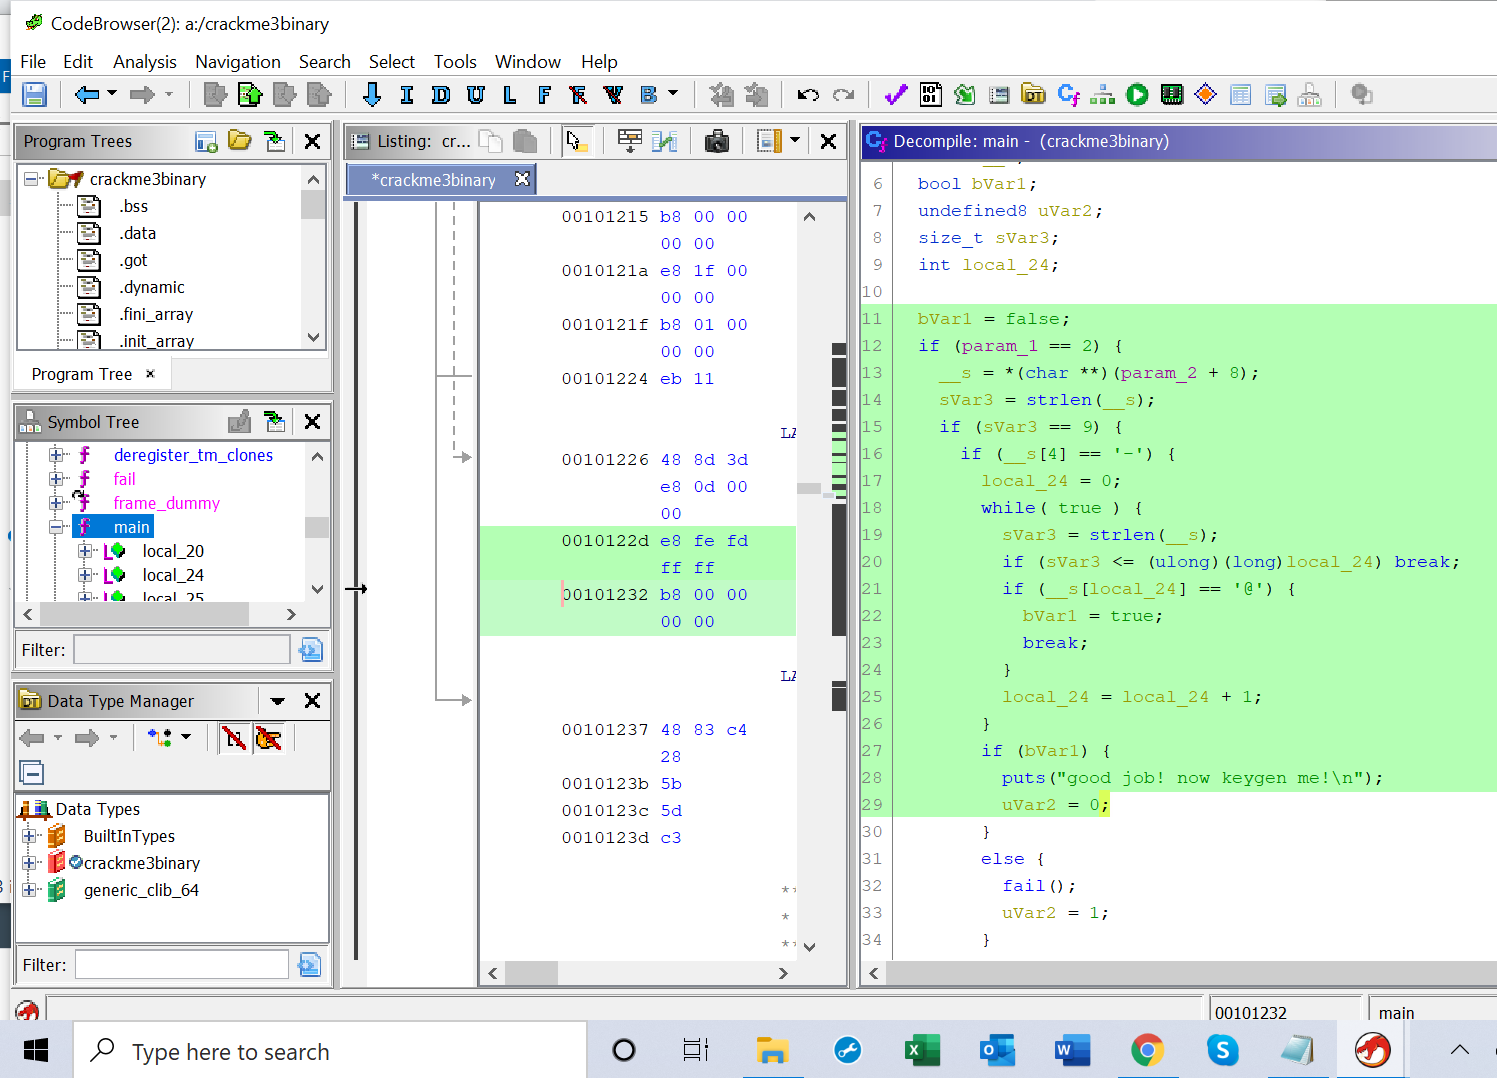 CodeBrowser(2): a:/crackme3binary
File Edit Analysis Navigation Search Select Tools Window Help
I D U L F B
Program Trees
crackme3binary
.bss
.data
.got
.dynamic
.fini_array
.init_array
Program Tree ×
Symbol Tree
deregister_tm_clones
fail
frame_dummy
main
local_20
local_24
local_25
Filter:
Data Type Manager
Data Types
BuiltInTypes
crackme3binary
generic_clib_64
Filter:
Listing: cr...
*crackme3binary
00101215 b8 00 00
00 00
0010121a e8 1f 00
00 00
0010121f b8 01 00
00 00
00101224 eb 11
LA
00101226 48 8d 3d
e8 0d 00
00
0010122d e8 fe fd
ff ff
00101232 b8 00 00
00 00
LA
00101237 48 83 c4
28
0010123b 5b
0010123c 5d
0010123d c3
**
*
**
Decompile: main - (crackme3binary)
6 bool bVar1;
7 undefined8 uVar2;
8 size_t sVar3;
9 int local_24;
10
11 bVar1 = false;
12 if (param_1 == 2) {
13 __s = *(char **)(param_2 + 8);
14 sVar3 = strlen(__s);
15 if (sVar3 == 9) {
16 if (__s[4] == '-') {
17 local_24 = 0;
18 while( true ) {
19 sVar3 = strlen(__s);
20 if (sVar3 <= (ulong)(long)local_24) break;
21 if (__s[local_24] == '@') {
22 bVar1 = true;
23 break;
24 }
25 local_24 = local_24 + 1;
26 }
27 if (bVar1) {
28 puts("good job! now keygen me!\n");
29 uVar2 = 0;
30 }
31 else {
32 fail();
33 uVar2 = 1;
34 }
00101232
main
Type here to search